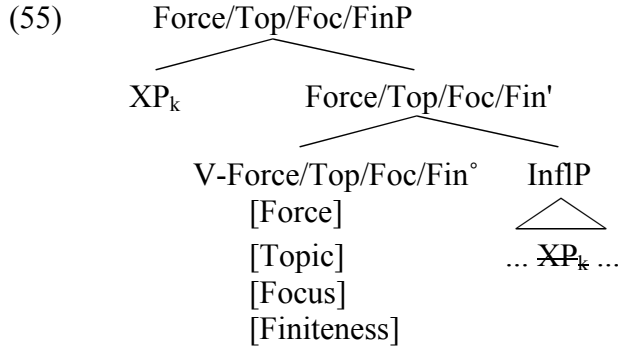 (55) Force/Top/Foc/FinP
XPk Force/Top/Foc/Fin'
V-Force/Top/Foc/Fin° InflP
[Force]
[Topic] ... XPk ...
[Focus]
[Finiteness]